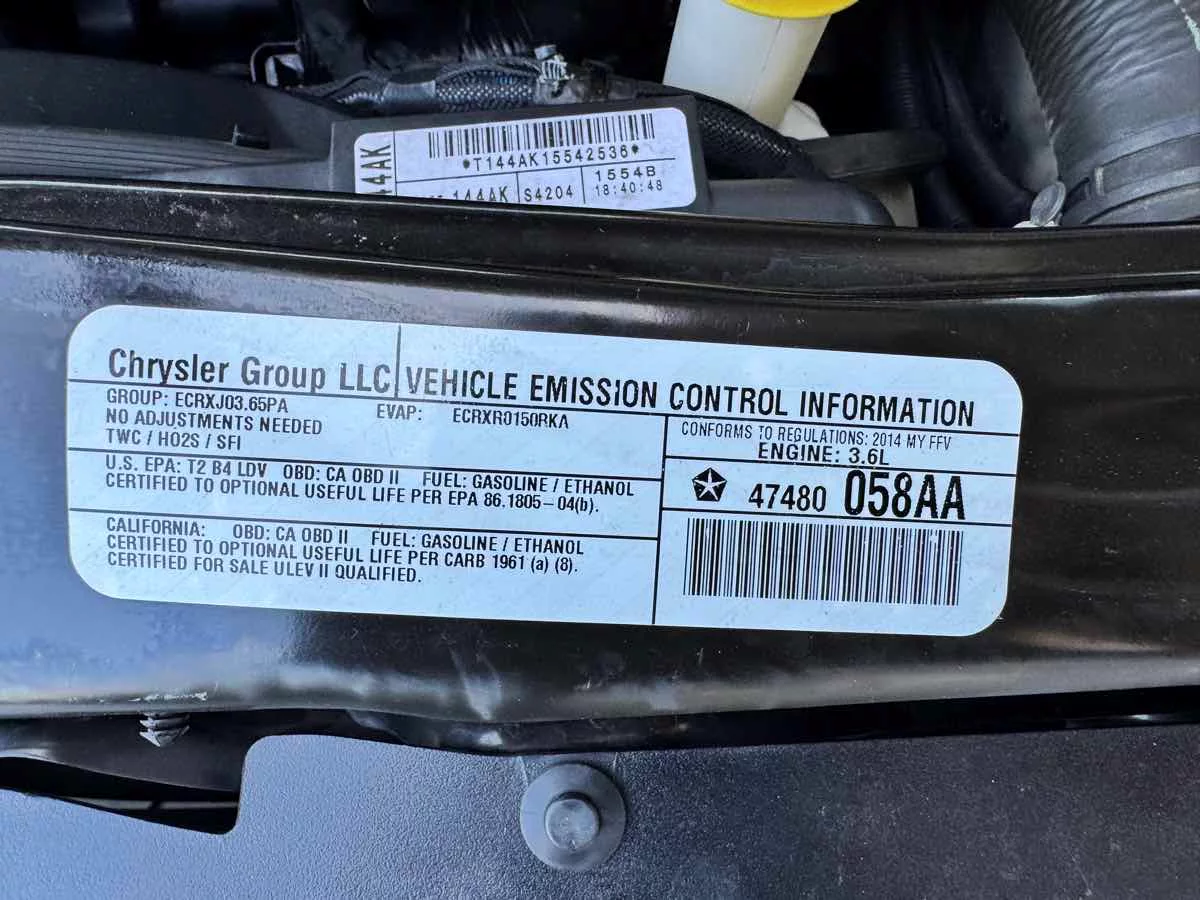 44AK
*T144AK15542536*
144AK S4204 1554B
18:40:48
Chrysler Group LLC VEHICLE EMISSION CONTROL INFORMATION
GROUP: ECRXJ03.65PA EVAP: ECRXR0150RKA
NO ADJUSTMENTS NEEDED
TWC / HO2S / SFI
U.S. EPA: T2 B4 LDV OBD: CA OBD II FUEL: GASOLINE / ETHANOL
CERTIFIED TO OPTIONAL USEFUL LIFE PER EPA 86.1805-04(b).
CALIFORNIA: OBD: CA OBD II FUEL: GASOLINE / ETHANOL
CERTIFIED TO OPTIONAL USEFUL LIFE PER CARB 1961 (a) (8).
CERTIFIED FOR SALE ULEV II QUALIFIED.
CONFORMS TO REGULATIONS: 2014 MY FFV
ENGINE: 3.6L
47480 058AA